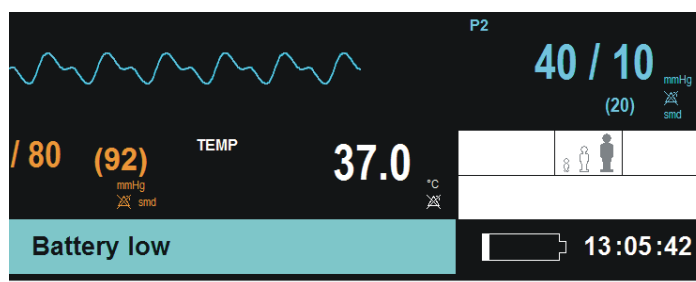 P2
40 / 10
mmHg
(20)
smd
/ 80 (92)
mmHg
smd
TEMP
37.0
°C
Battery low
13:05:42